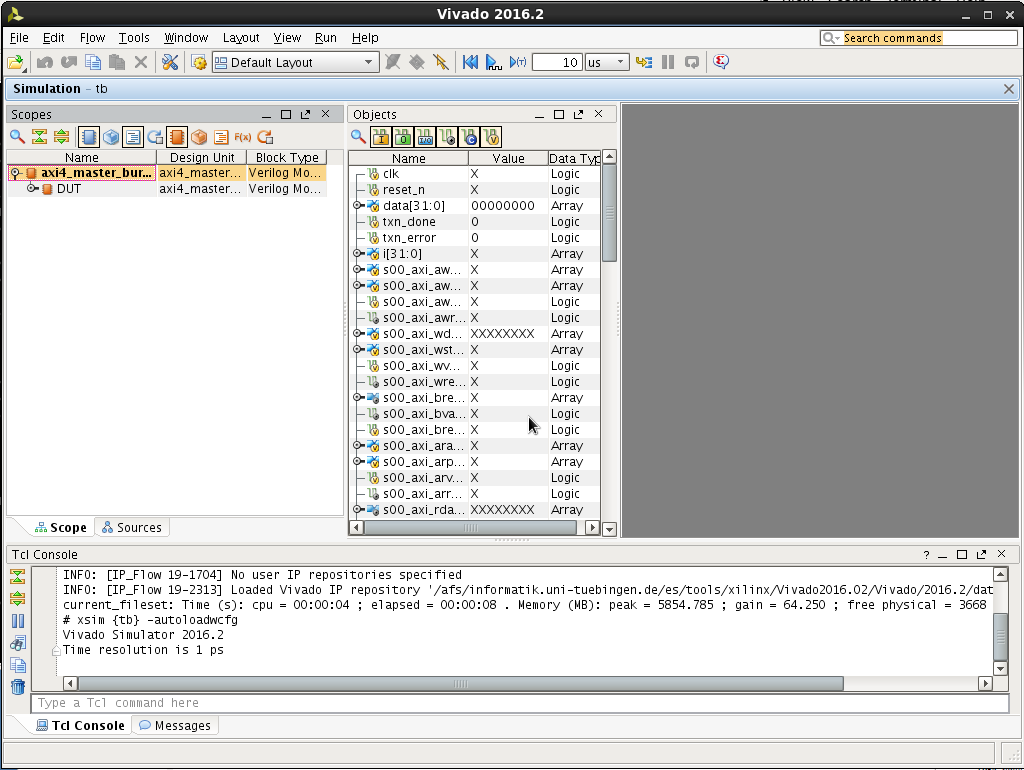 Vivado 2016.2
File Edit Flow Tools Window Layout View Run Help
Search commands
Default Layout
10 us
Simulation - tb
Scopes
Name Design Unit Block Type
axi4_master_bur... axi4_master... Verilog Mo...
DUT axi4_master... Verilog Mo...
Scope Sources
Objects
Name Value Data Typ
clk X Logic
reset_n X Logic
data[31:0] 00000000 Array
txn_done 0 Logic
txn_error 0 Logic
i[31:0] X Array
s00_axi_aw... X Array
s00_axi_aw... X Array
s00_axi_aw... X Logic
s00_axi_awr... X Logic
s00_axi_wd... XXXXXXXX Array
s00_axi_wst... X Array
s00_axi_wv... X Logic
s00_axi_wre... X Logic
s00_axi_bre... X Array
s00_axi_bva... X Logic
s00_axi_bre... X Logic
s00_axi_ara... X Array
s00_axi_arp... X Array
s00_axi_arv... X Logic
s00_axi_arr... X Logic
s00_axi_rda... XXXXXXXX Array
Tcl Console
INFO: [IP_Flow 19-1704] No user IP repositories specified
INFO: [IP_Flow 19-2313] Loaded Vivado IP repository '/afs/informatik.uni-tuebingen.de/es/tools/xilinx/Vivado2016.02/Vivado/2016.2/dat
current_fileset: Time (s): cpu = 00:00:04 ; elapsed = 00:00:08 . Memory (MB): peak = 5854.785 ; gain = 64.250 ; free physical = 3668
# xsim {tb} -autoloadwcfg
Vivado Simulator 2016.2
Time resolution is 1 ps
Type a Tcl command here
Tcl Console Messages